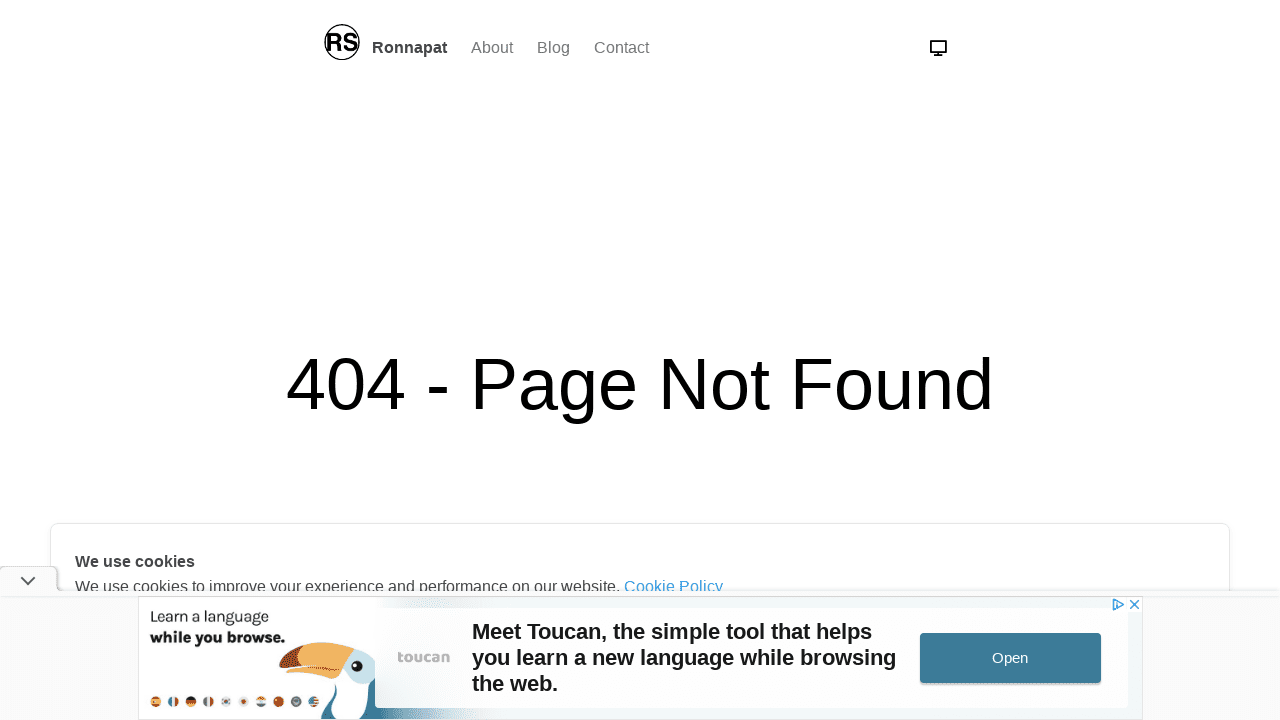 RS Ronnapat About Blog Contact
404 - Page Not Found
We use cookies
We use cookies to improve your experience and performance on our website. Cookie Policy
Learn a language
while you browse.
toucan
Meet Toucan, the simple tool that helps
you learn a new language while browsing
the web.
Open